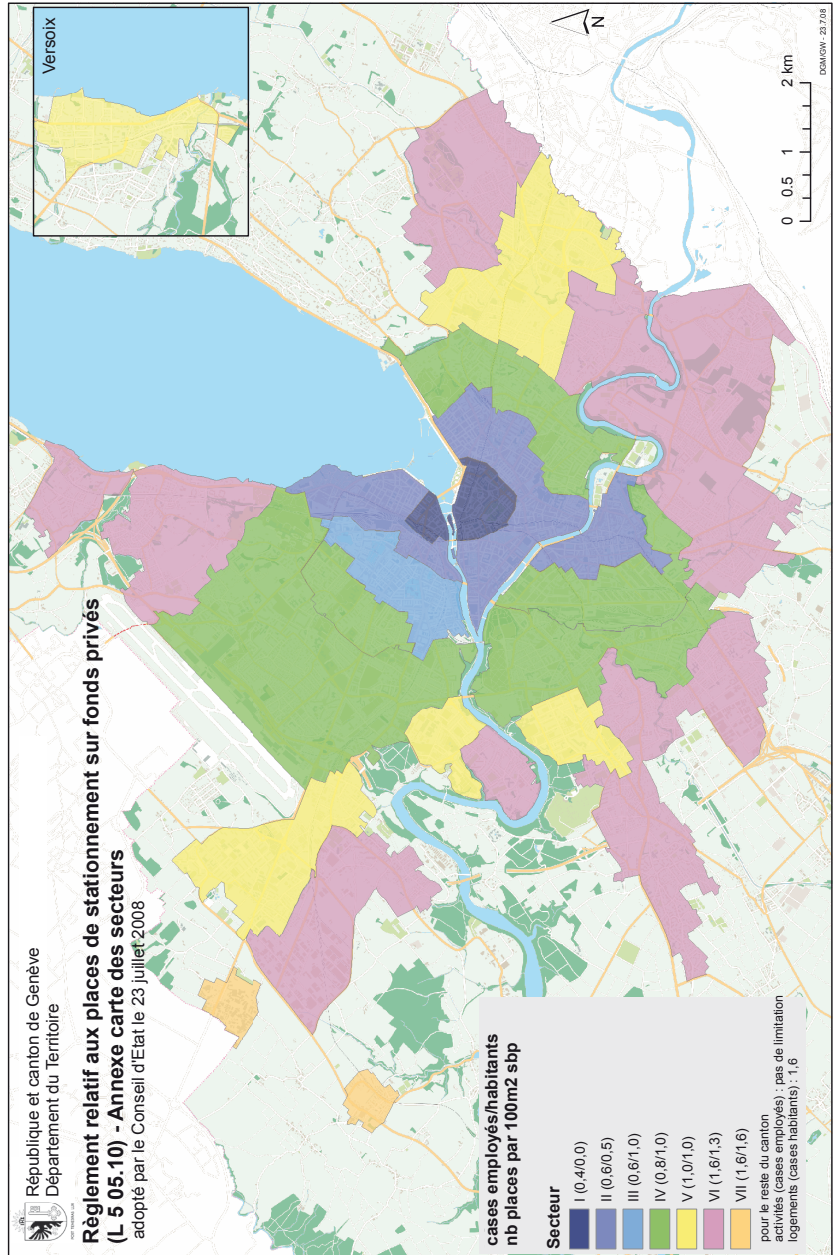 République et canton de Genève
Département du Territoire
POST TENEBRAS LUX
Règlement relatif aux places de stationnement sur fonds privés
(L 5 05.10) - Annexe carte des secteurs
adopté par le Conseil d'Etat le 23 juillet 2008
Versoix
N
cases employés/habitants
nb places par 100m2 sbp
Secteur
I (0,4/0,0)
II (0,6/0,5)
III (0,6/1,0)
IV (0,8/1,0)
V (1,0/1,0)
VI (1,6/1,3)
VII (1,6/1,6)
pour le reste du canton
activités (cases employés) : pas de limitation
logements (cases habitants) : 1,6
0 0.5 1 2 km
DGM/GW - 23.7.08